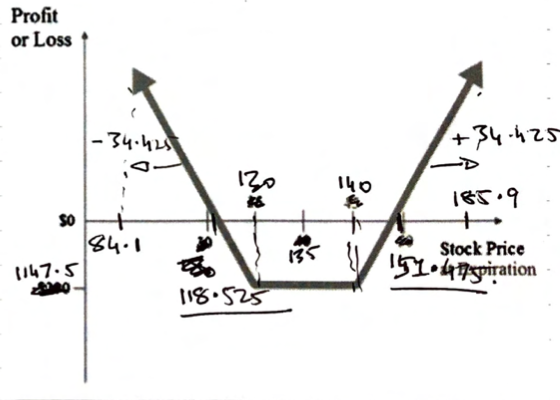 Profit
or Loss
-34.425
+34.425
130
140
185.9
$0
84.1
135
Stock Price
Expiration
1147.5
118.525
151.475.